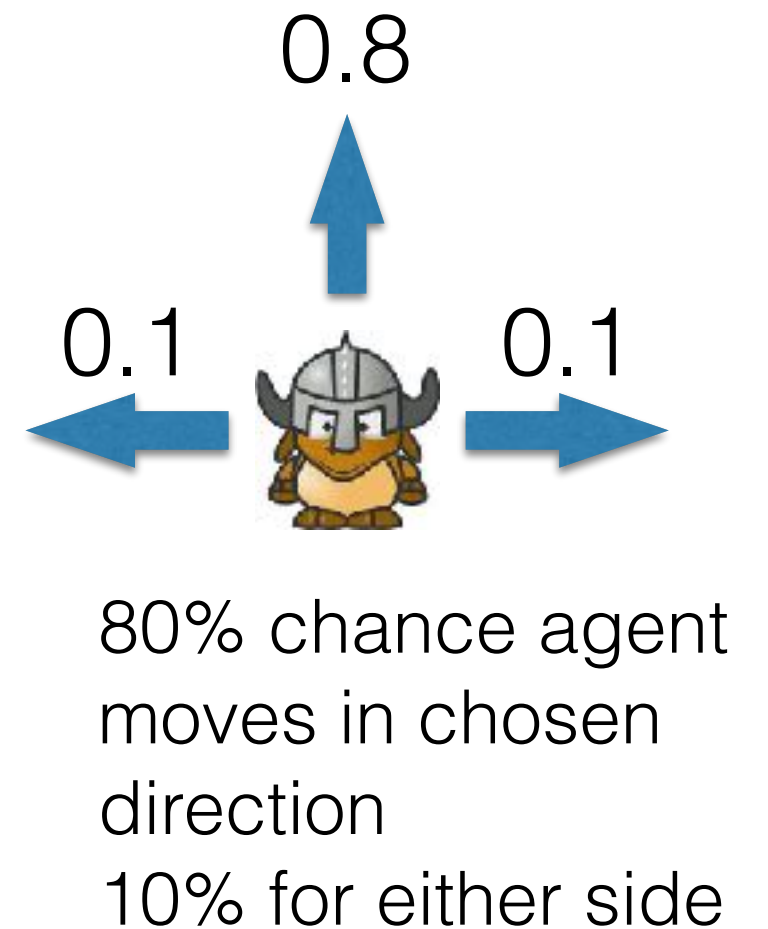 0.8
0.1
0.1
80% chance agent
moves in chosen
direction
10% for either side